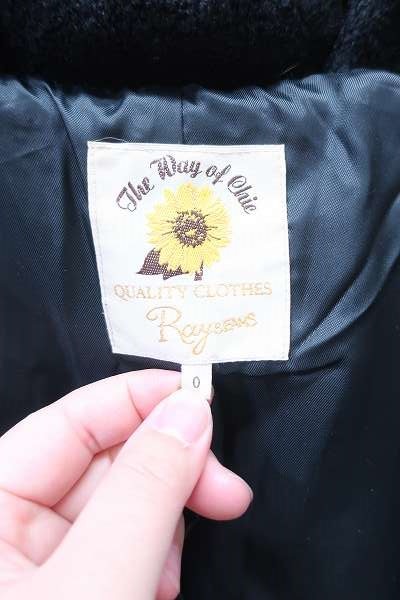 The Way of Chic
QUALITY CLOTHES
Ray BEAMS
0